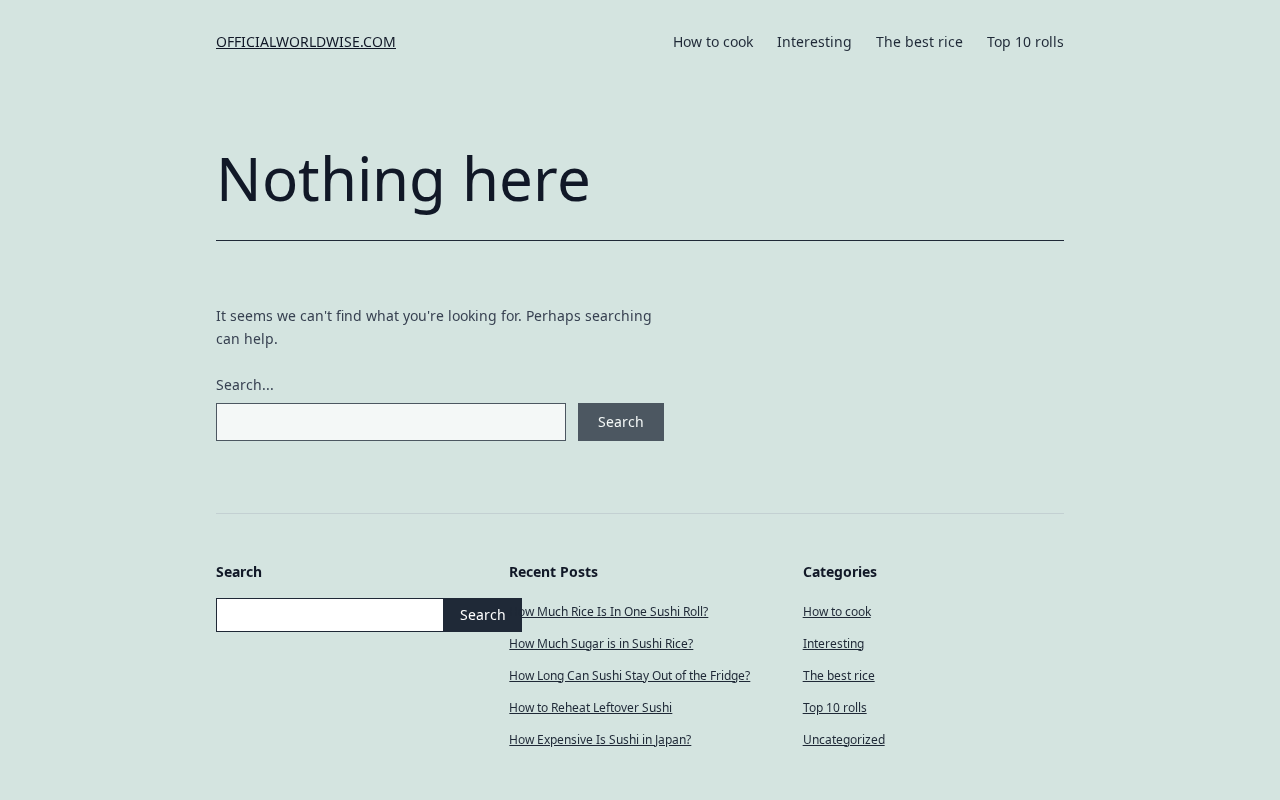 OFFICIALWORLDWISE.COM
How to cook
Interesting
The best rice
Top 10 rolls
Nothing here
It seems we can't find what you're looking for. Perhaps searching
can help.
Search...
Search
Search
Search
Recent Posts
ow Much Rice Is In One Sushi Roll?
How Much Sugar is in Sushi Rice?
How Long Can Sushi Stay Out of the Fridge?
How to Reheat Leftover Sushi
How Expensive Is Sushi in Japan?
Categories
How to cook
Interesting
The best rice
Top 10 rolls
Uncategorized